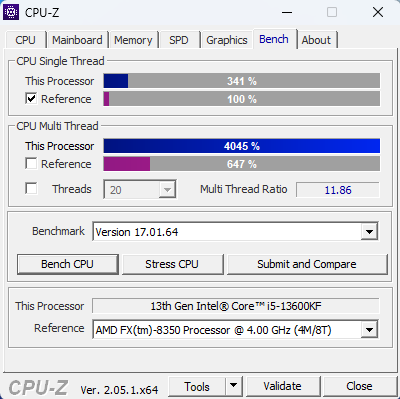 CPU-Z
CPU Mainboard Memory SPD Graphics Bench About
CPU Single Thread
This Processor 341 %
Reference 100 %
CPU Multi Thread
This Processor 4045 %
Reference 647 %
Threads 20 Multi Thread Ratio 11.86
Benchmark Version 17.01.64
Bench CPU Stress CPU Submit and Compare
This Processor 13th Gen Intel® Core™ i5-13600KF
Reference AMD FX(tm)-8350 Processor @ 4.00 GHz (4M/8T)
CPU-Z Ver. 2.05.1.x64 Tools Validate Close